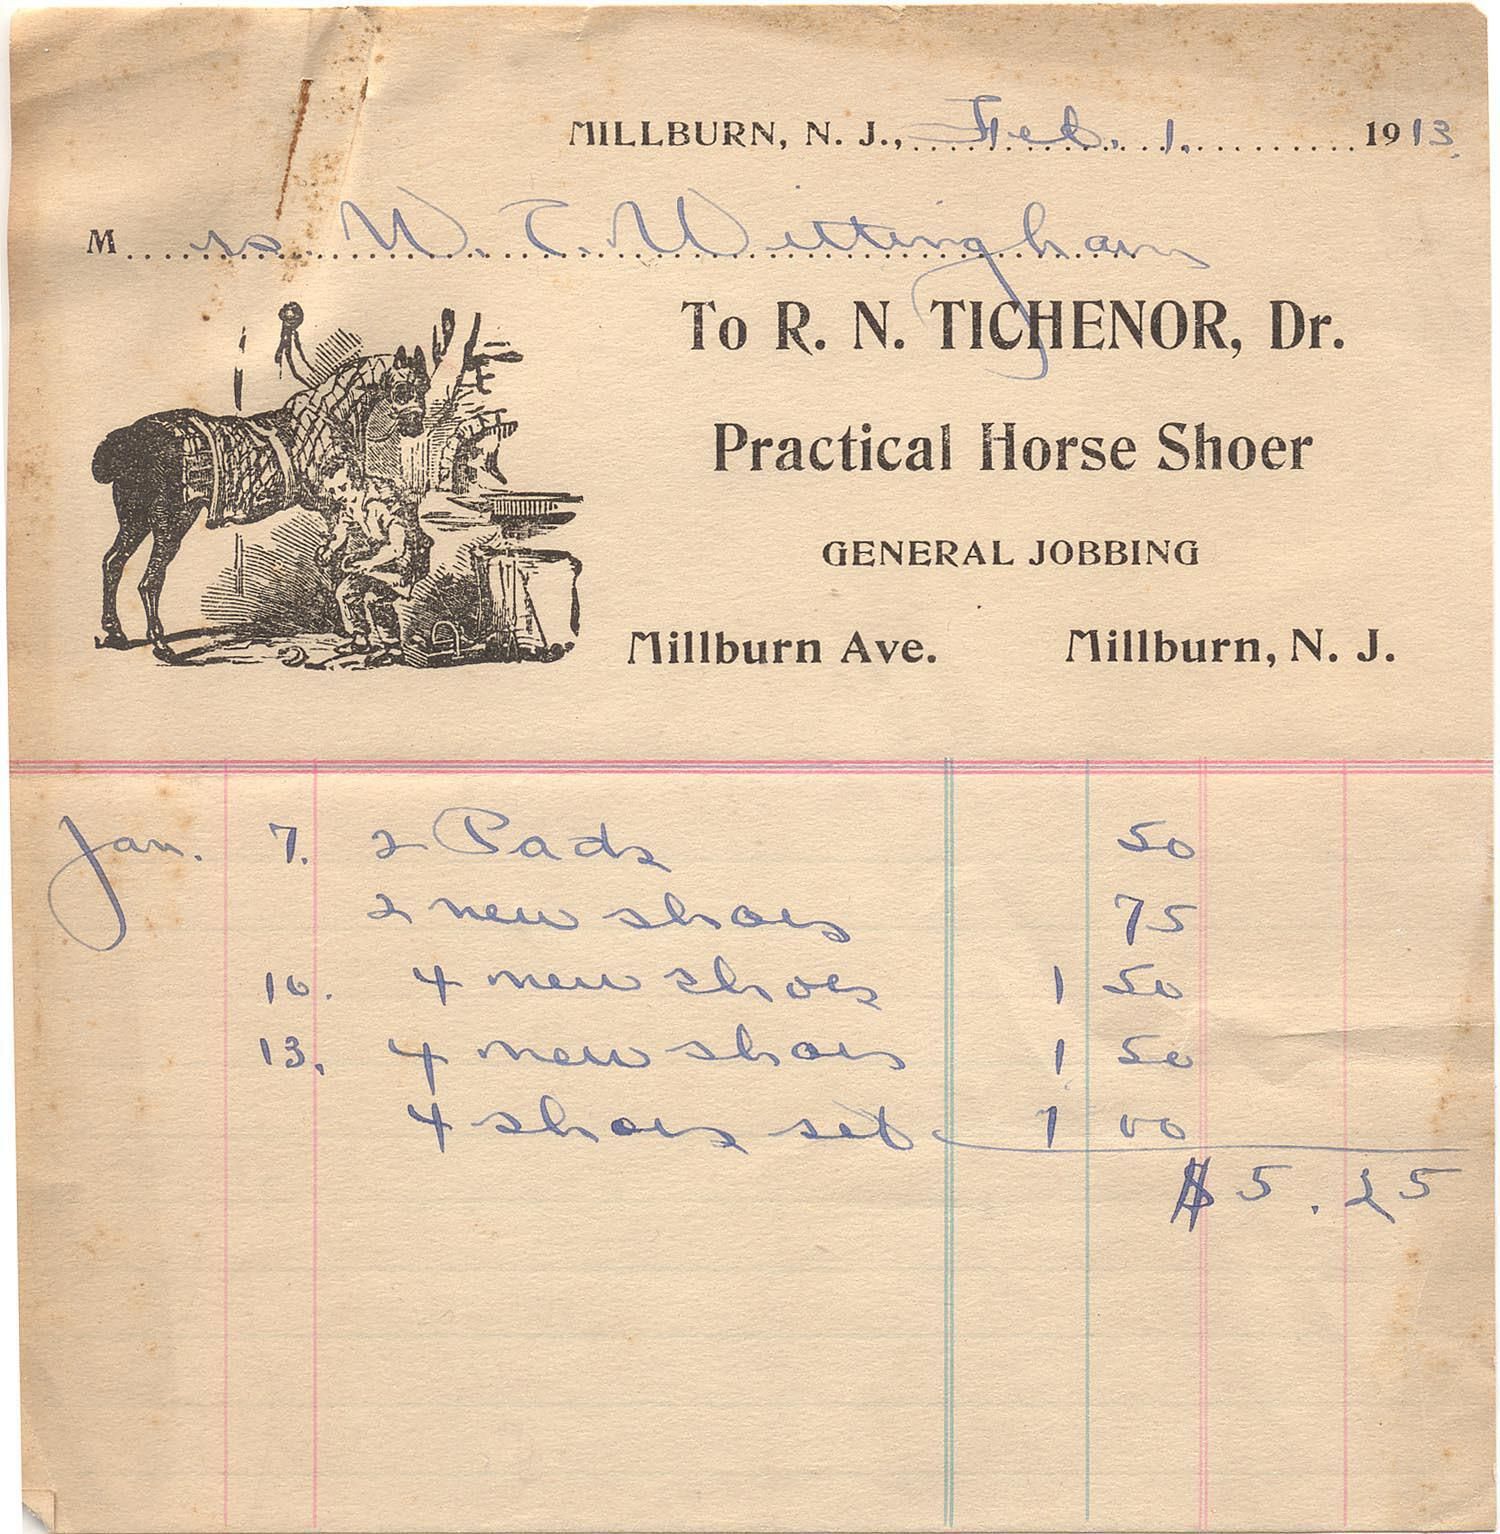 MILLBURN, N. J., Feb. 1. 1913.
Mrs. W. T. Wittingham
To R. N. TICHENOR, Dr.
Practical Horse Shoer
GENERAL JOBBING
Millburn Ave. Millburn, N. J.
Jan. 7. 2 Pads 50
2 new shoes 75
10. 4 new shoes 1 50
13. 4 new shoes 1 50
4 shoes set 1 00
$5.25